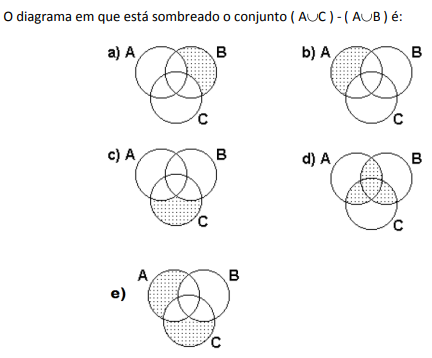 O diagrama em que está sombreado o conjunto ( A∪C ) - ( A∪B ) é:
a) A B C
b) A B C
c) A B C
d) A B C
e) A B C